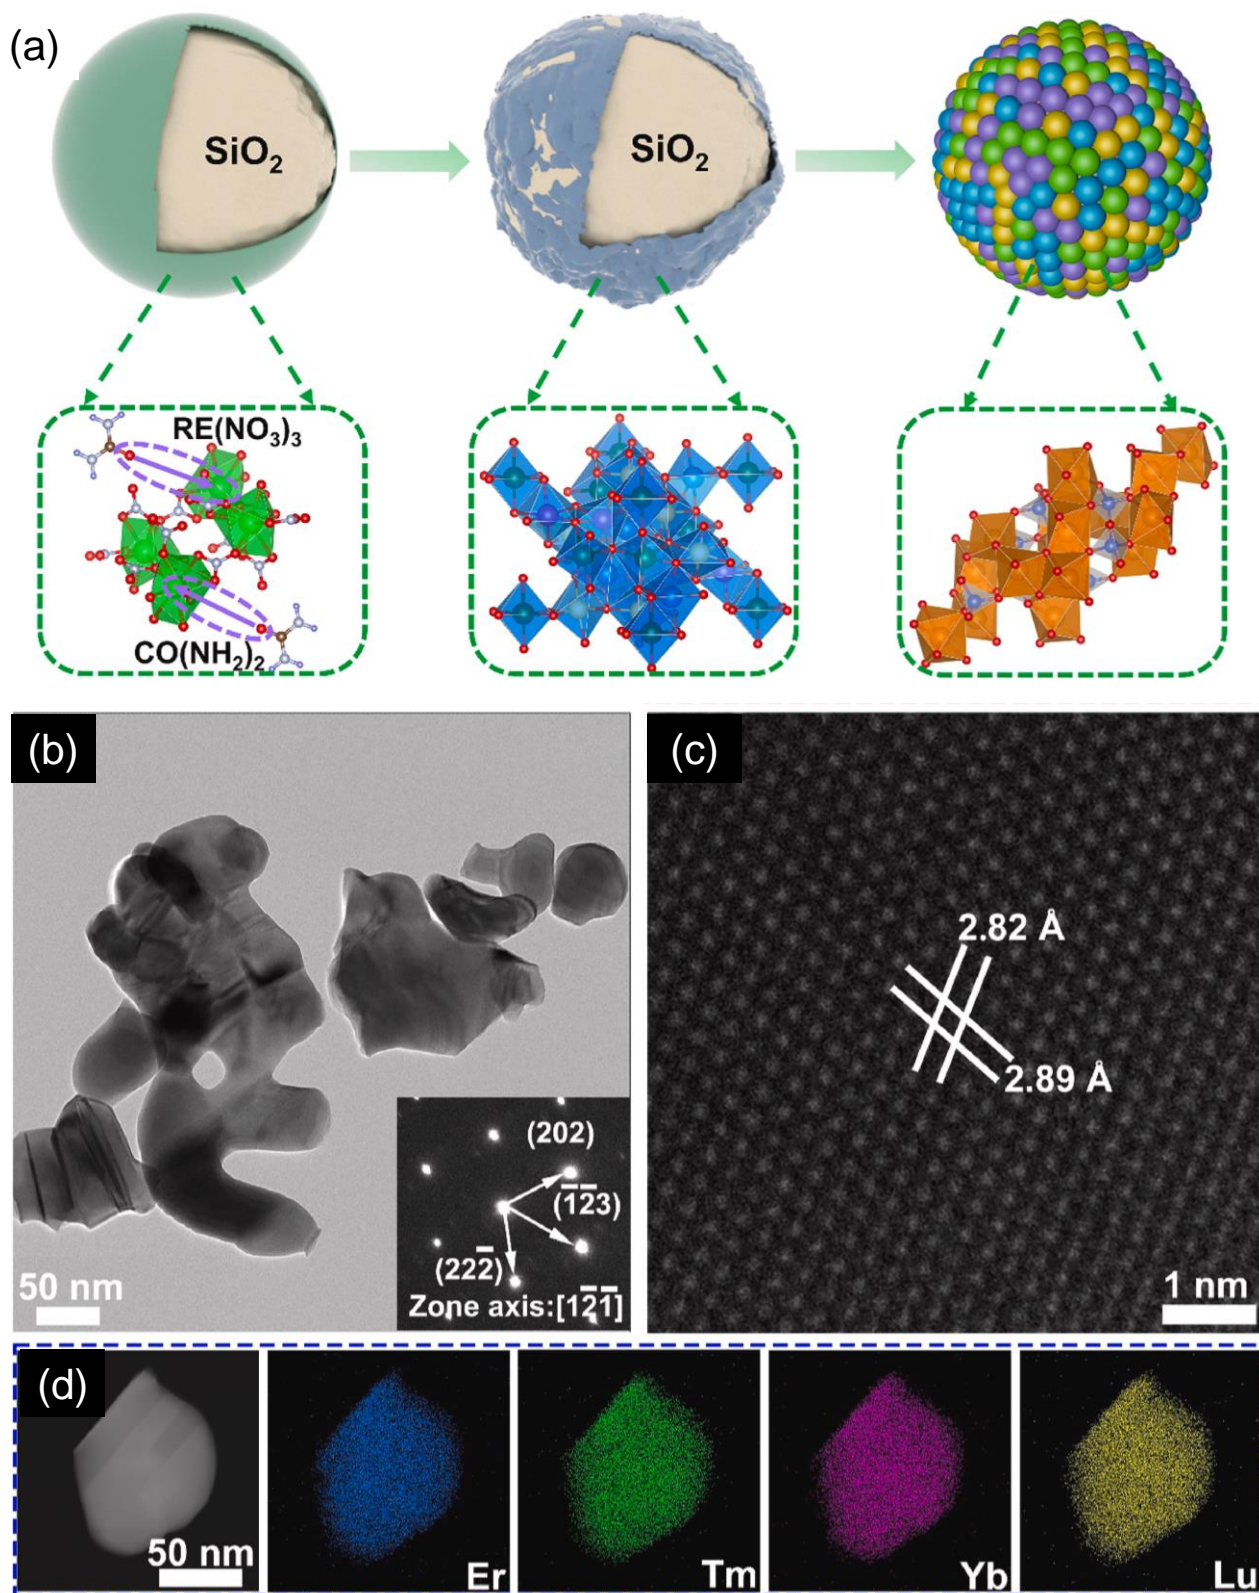 (a)
SiO₂
SiO₂
RE(NO₃)₃
CO(NH₂)₂
(b)
(202)
(1̅2̅3)
(222̅)
Zone axis:[12̅1̅]
50 nm
(c)
2.82 Å
2.89 Å
1 nm
(d)
50 nm
Er
Tm
Yb
Lu